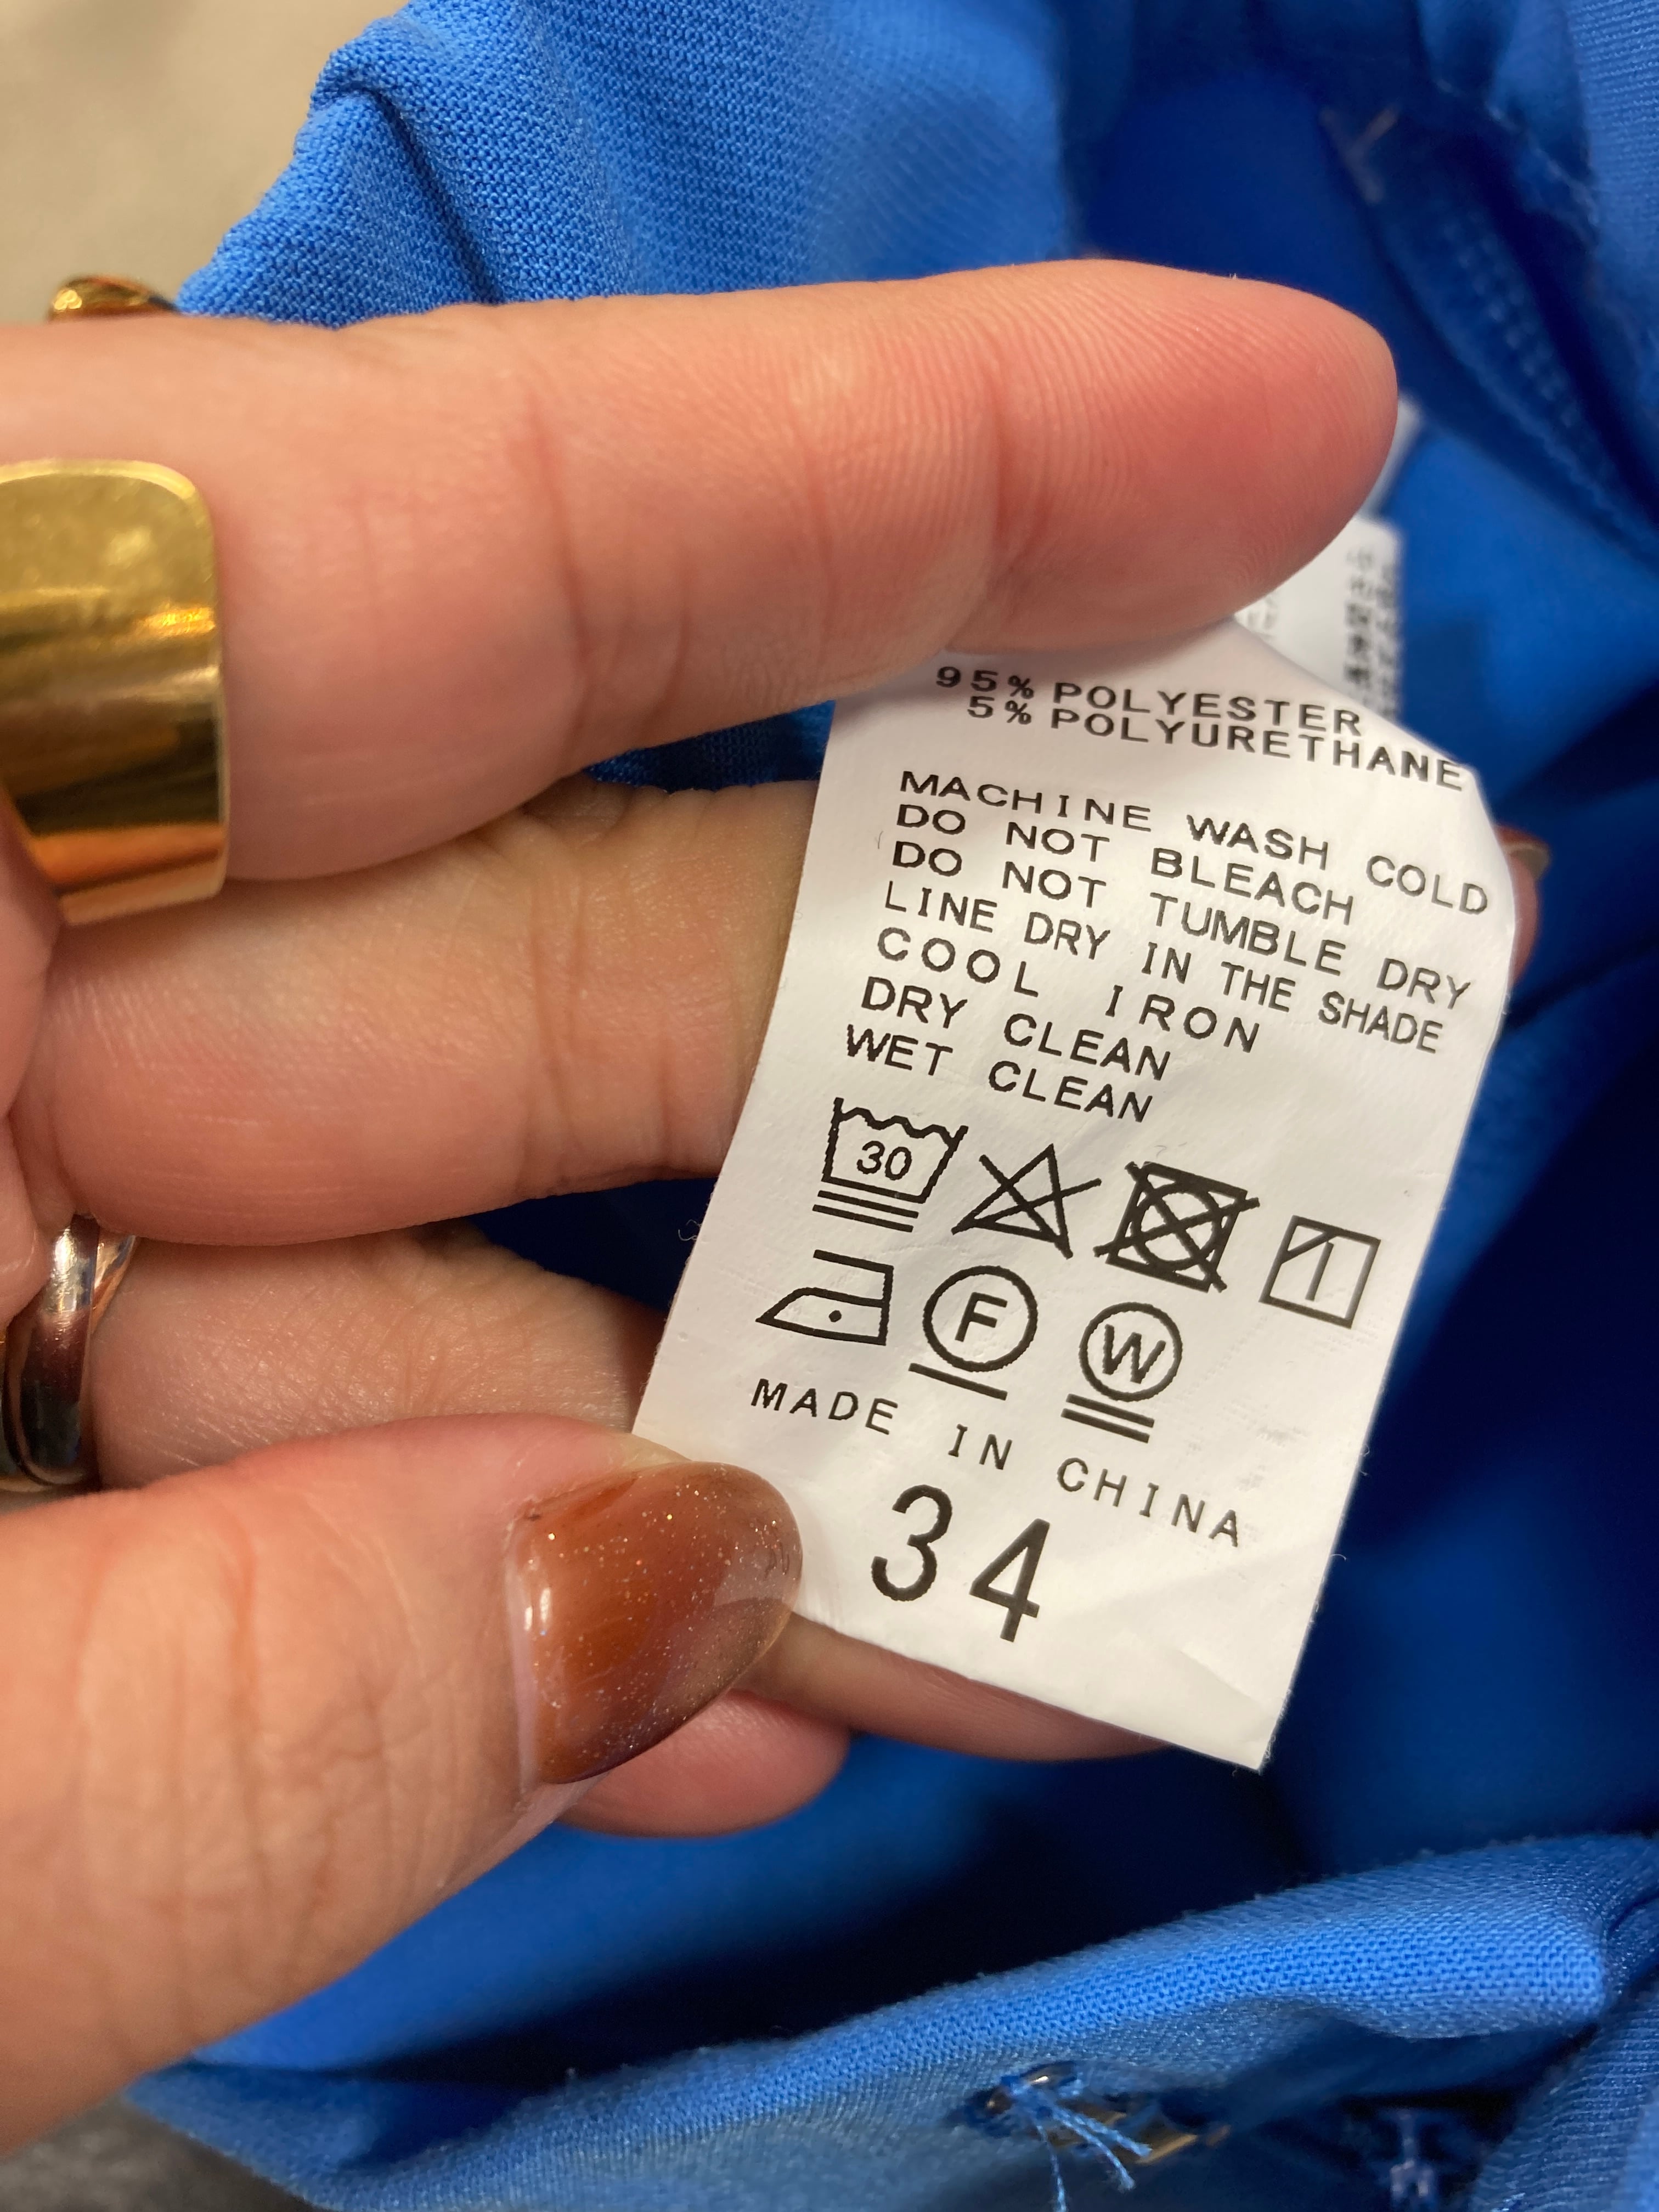 95% POLYESTER
5% POLYURETHANE
MACHINE WASH COLD
DO NOT BLEACH
DO NOT TUMBLE DRY
LINE DRY IN THE SHADE
COOL IRON
DRY CLEAN
WET CLEAN
30
F W
MADE IN CHINA
34